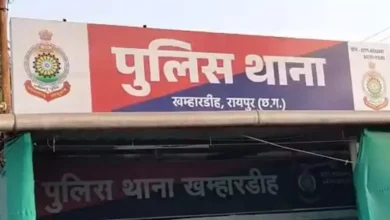 पुलिस थाना
खम्हारडीह, रायपुर (छ.ग.)
पुलिस थाना खम्हारडीह